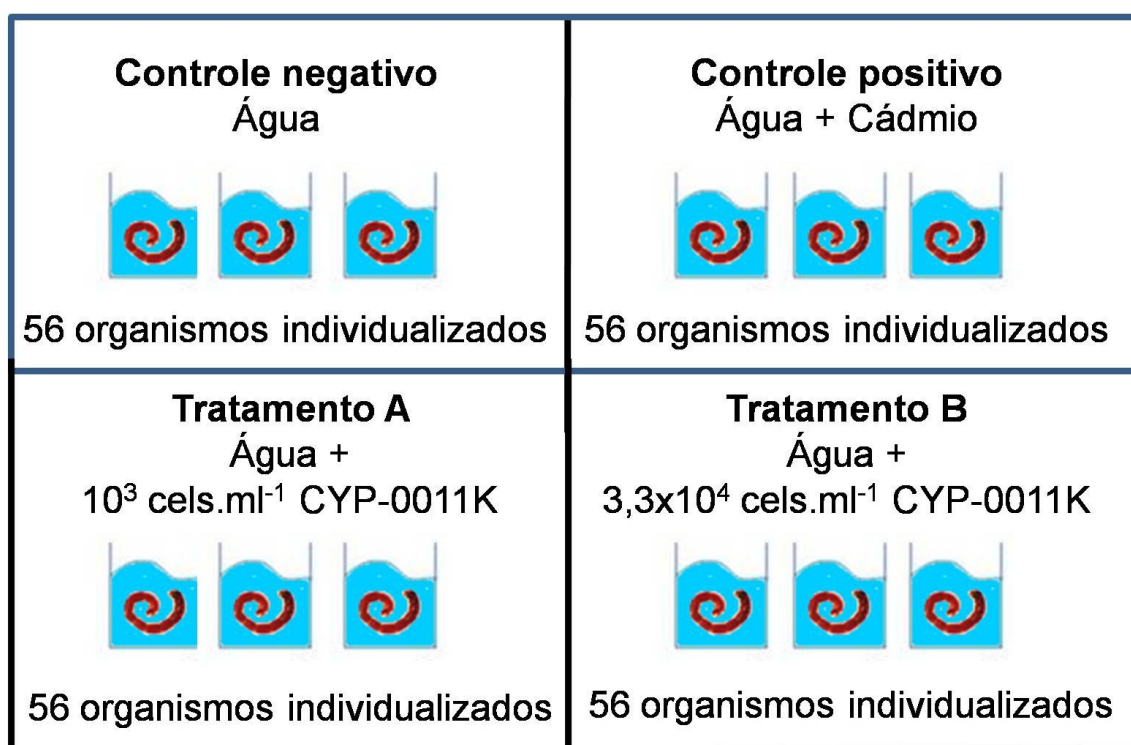 Controle negativo
Água
56 organismos individualizados
Controle positivo
Água + Cádmio
56 organismos individualizados
Tratamento A
Água +
10³ cels.ml⁻¹ CYP-0011K
56 organismos individualizados
Tratamento B
Água +
3,3x10⁴ cels.ml⁻¹ CYP-0011K
56 organismos individualizados